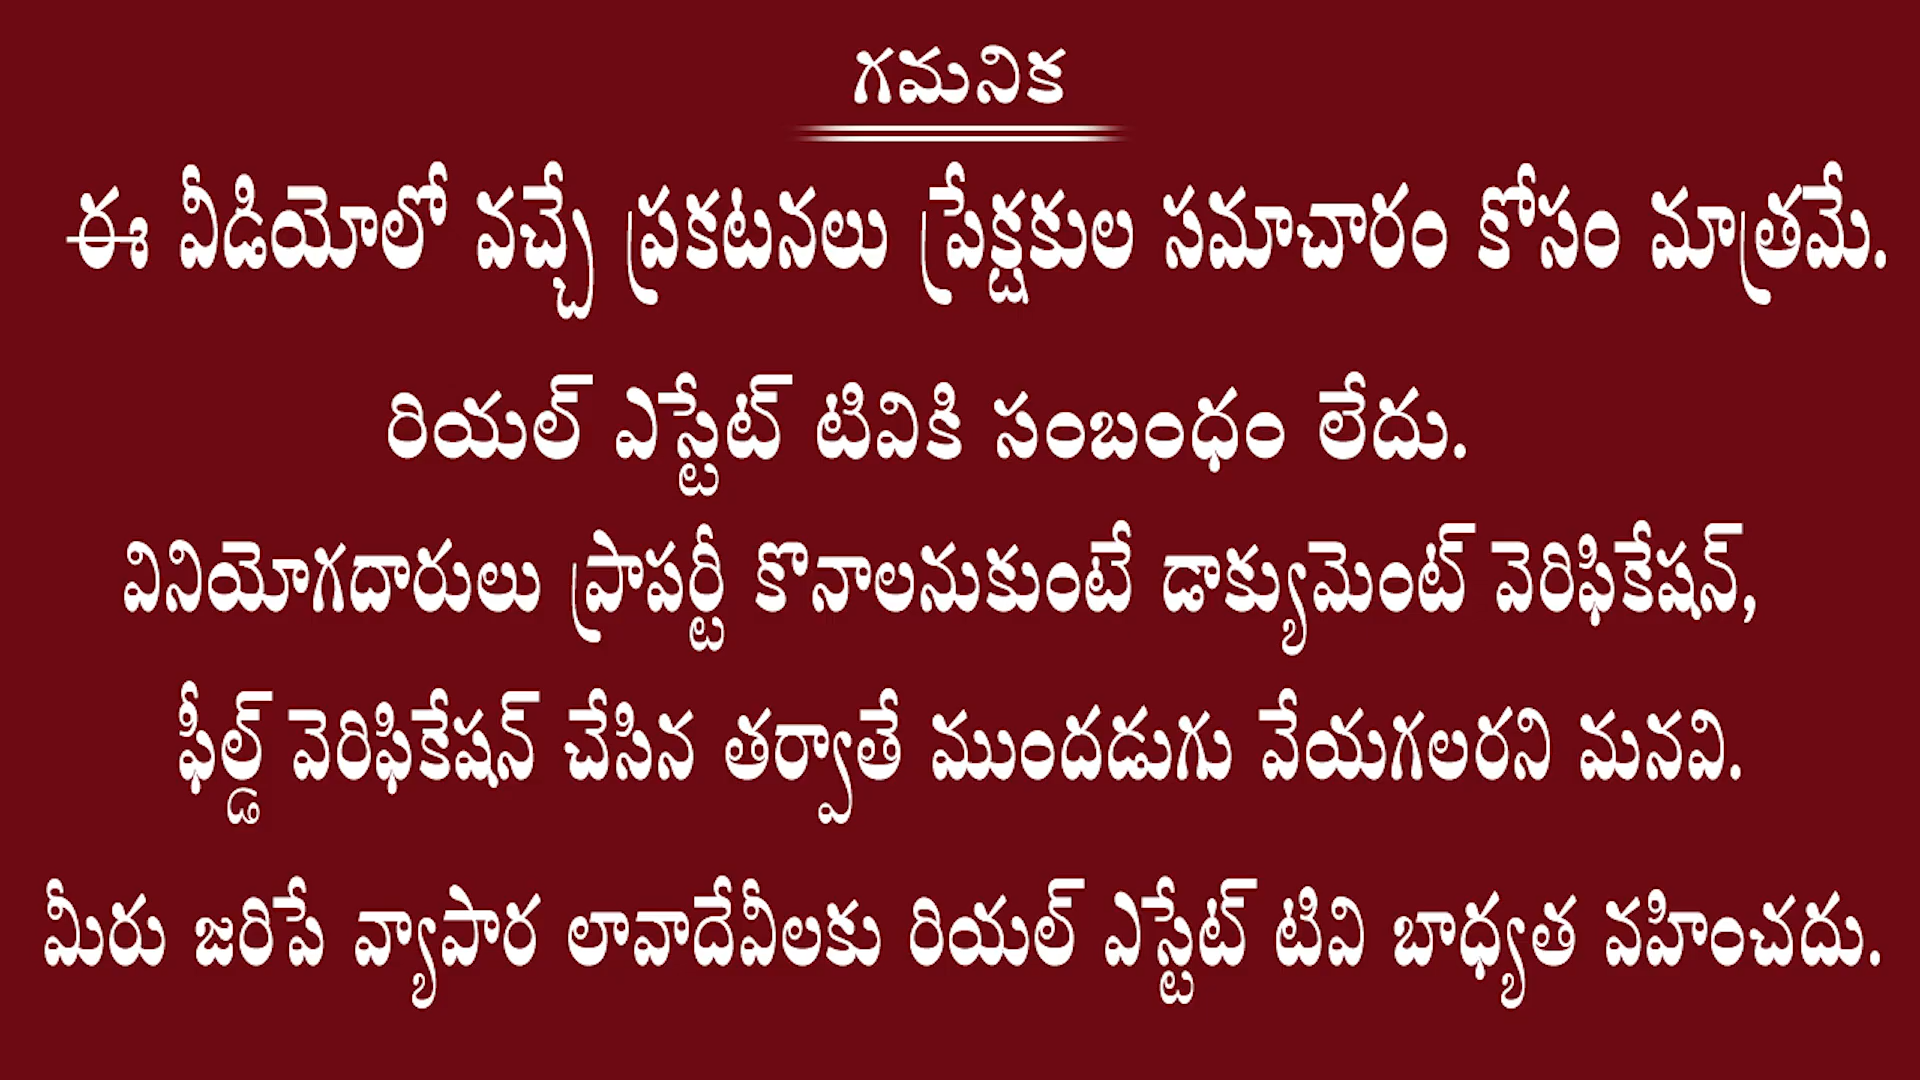 గమనిక
ఈ వీడియోలో వచ్చే ప్రకటనలు ప్రేక్షకుల సమాచారం కోసం మాత్రమే.
రియల్ ఎస్టేట్ టివికి సంబంధం లేదు.
వినియోగదారులు ప్రాపర్టీ కొనాలనుకుంటే డాక్యుమెంట్ వెరిఫికేషన్,
ఫీల్డ్ వెరిఫికేషన్ చేసిన తర్వాతే ముందడుగు వేయగలరని మనవి.
మీరు జరిపే వ్యాపార లావాదేవీలకు రియల్ ఎస్టేట్ టివి బాధ్యత వహించదు.